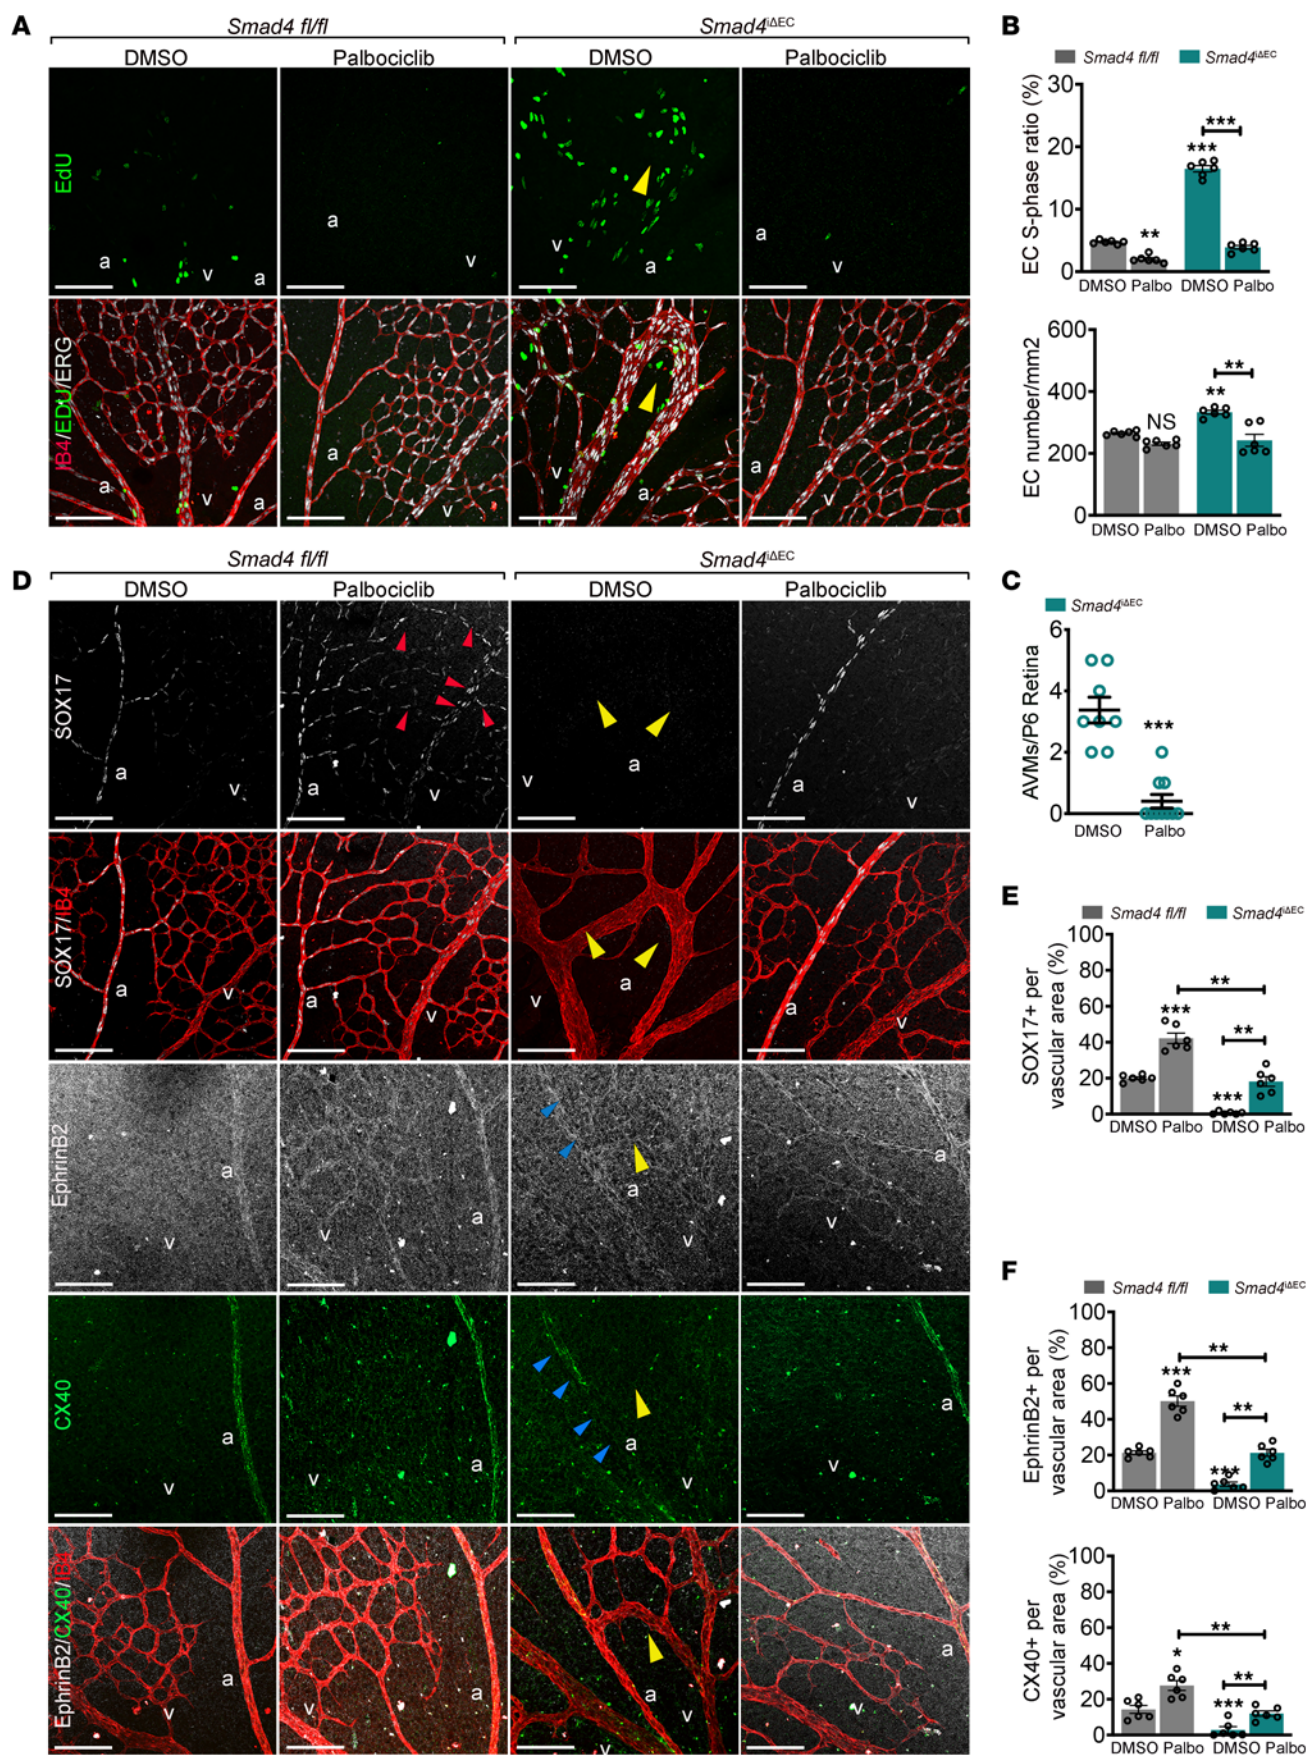 A
Smad4 fl/fl
Smad4iΔEC
DMSO
Palbociclib
DMSO
Palbociclib
EdU
a
v
a
a
v
v
a
a
v
IB4/EDU/ERG
a
v
a
a
v
v
a
a
v
B
Smad4 fl/fl
Smad4iΔEC
EC S-phase ratio (%)
30
20
10
0
**
***
***
DMSO Palbo
DMSO Palbo
EC number/mm2
600
400
200
0
NS
**
**
DMSO Palbo
DMSO Palbo
C
Smad4iΔEC
AVMs/P6 Retina
6
4
2
0
***
DMSO
Palbo
D
Smad4 fl/fl
Smad4iΔEC
DMSO
Palbociclib
DMSO
Palbociclib
SOX17
a
v
a
v
v
a
a
v
SOX17/IB4
a
v
a
v
v
a
a
v
EphrinB2
a
v
v
a
a
v
v
a
CX40
a
v
v
a
a
v
v
a
EphrinB2/CX40/IB4
a
v
v
a
a
v
v
v
a
E
Smad4 fl/fl
Smad4iΔEC
SOX17+ per
vascular area (%)
100
80
60
40
20
0
***
**
**
***
DMSO Palbo
DMSO Palbo
F
Smad4 fl/fl
Smad4iΔEC
EphrinB2+ per
vascular area (%)
100
80
60
40
20
0
***
**
**
***
DMSO Palbo
DMSO Palbo
CX40+ per
vascular area (%)
100
80
60
40
20
0
*
**
**
***
DMSO Palbo
DMSO Palbo